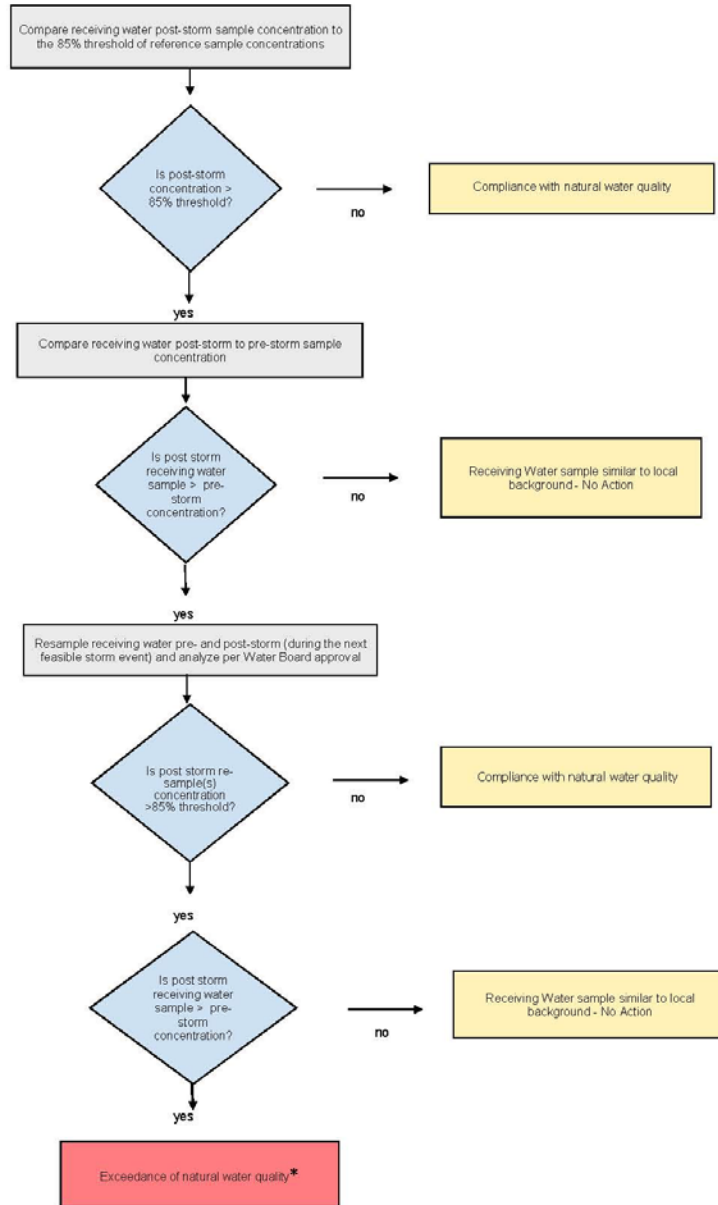 Compare receiving water post-storm sample concentration to
the 85% threshold of reference sample concentrations
Is post-storm
concentration >
85% threshold?
no
Compliance with natural water quality
yes
Compare receiving water post-storm to pre-storm sample
concentration
Is post storm
receiving water
sample > pre-
storm
concentration?
no
Receiving Water sample similar to local
background - No Action
yes
Resample receiving water pre- and post-storm (during the next
feasible storm event) and analyze per Water Board approval
Is post storm re-
sample(s)
concentration
>85% threshold?
no
Compliance with natural water quality
yes
Is post storm
receiving water
sample > pre-
storm
concentration?
no
Receiving Water sample similar to local
background - No Action
yes
Exceedance of natural water quality*